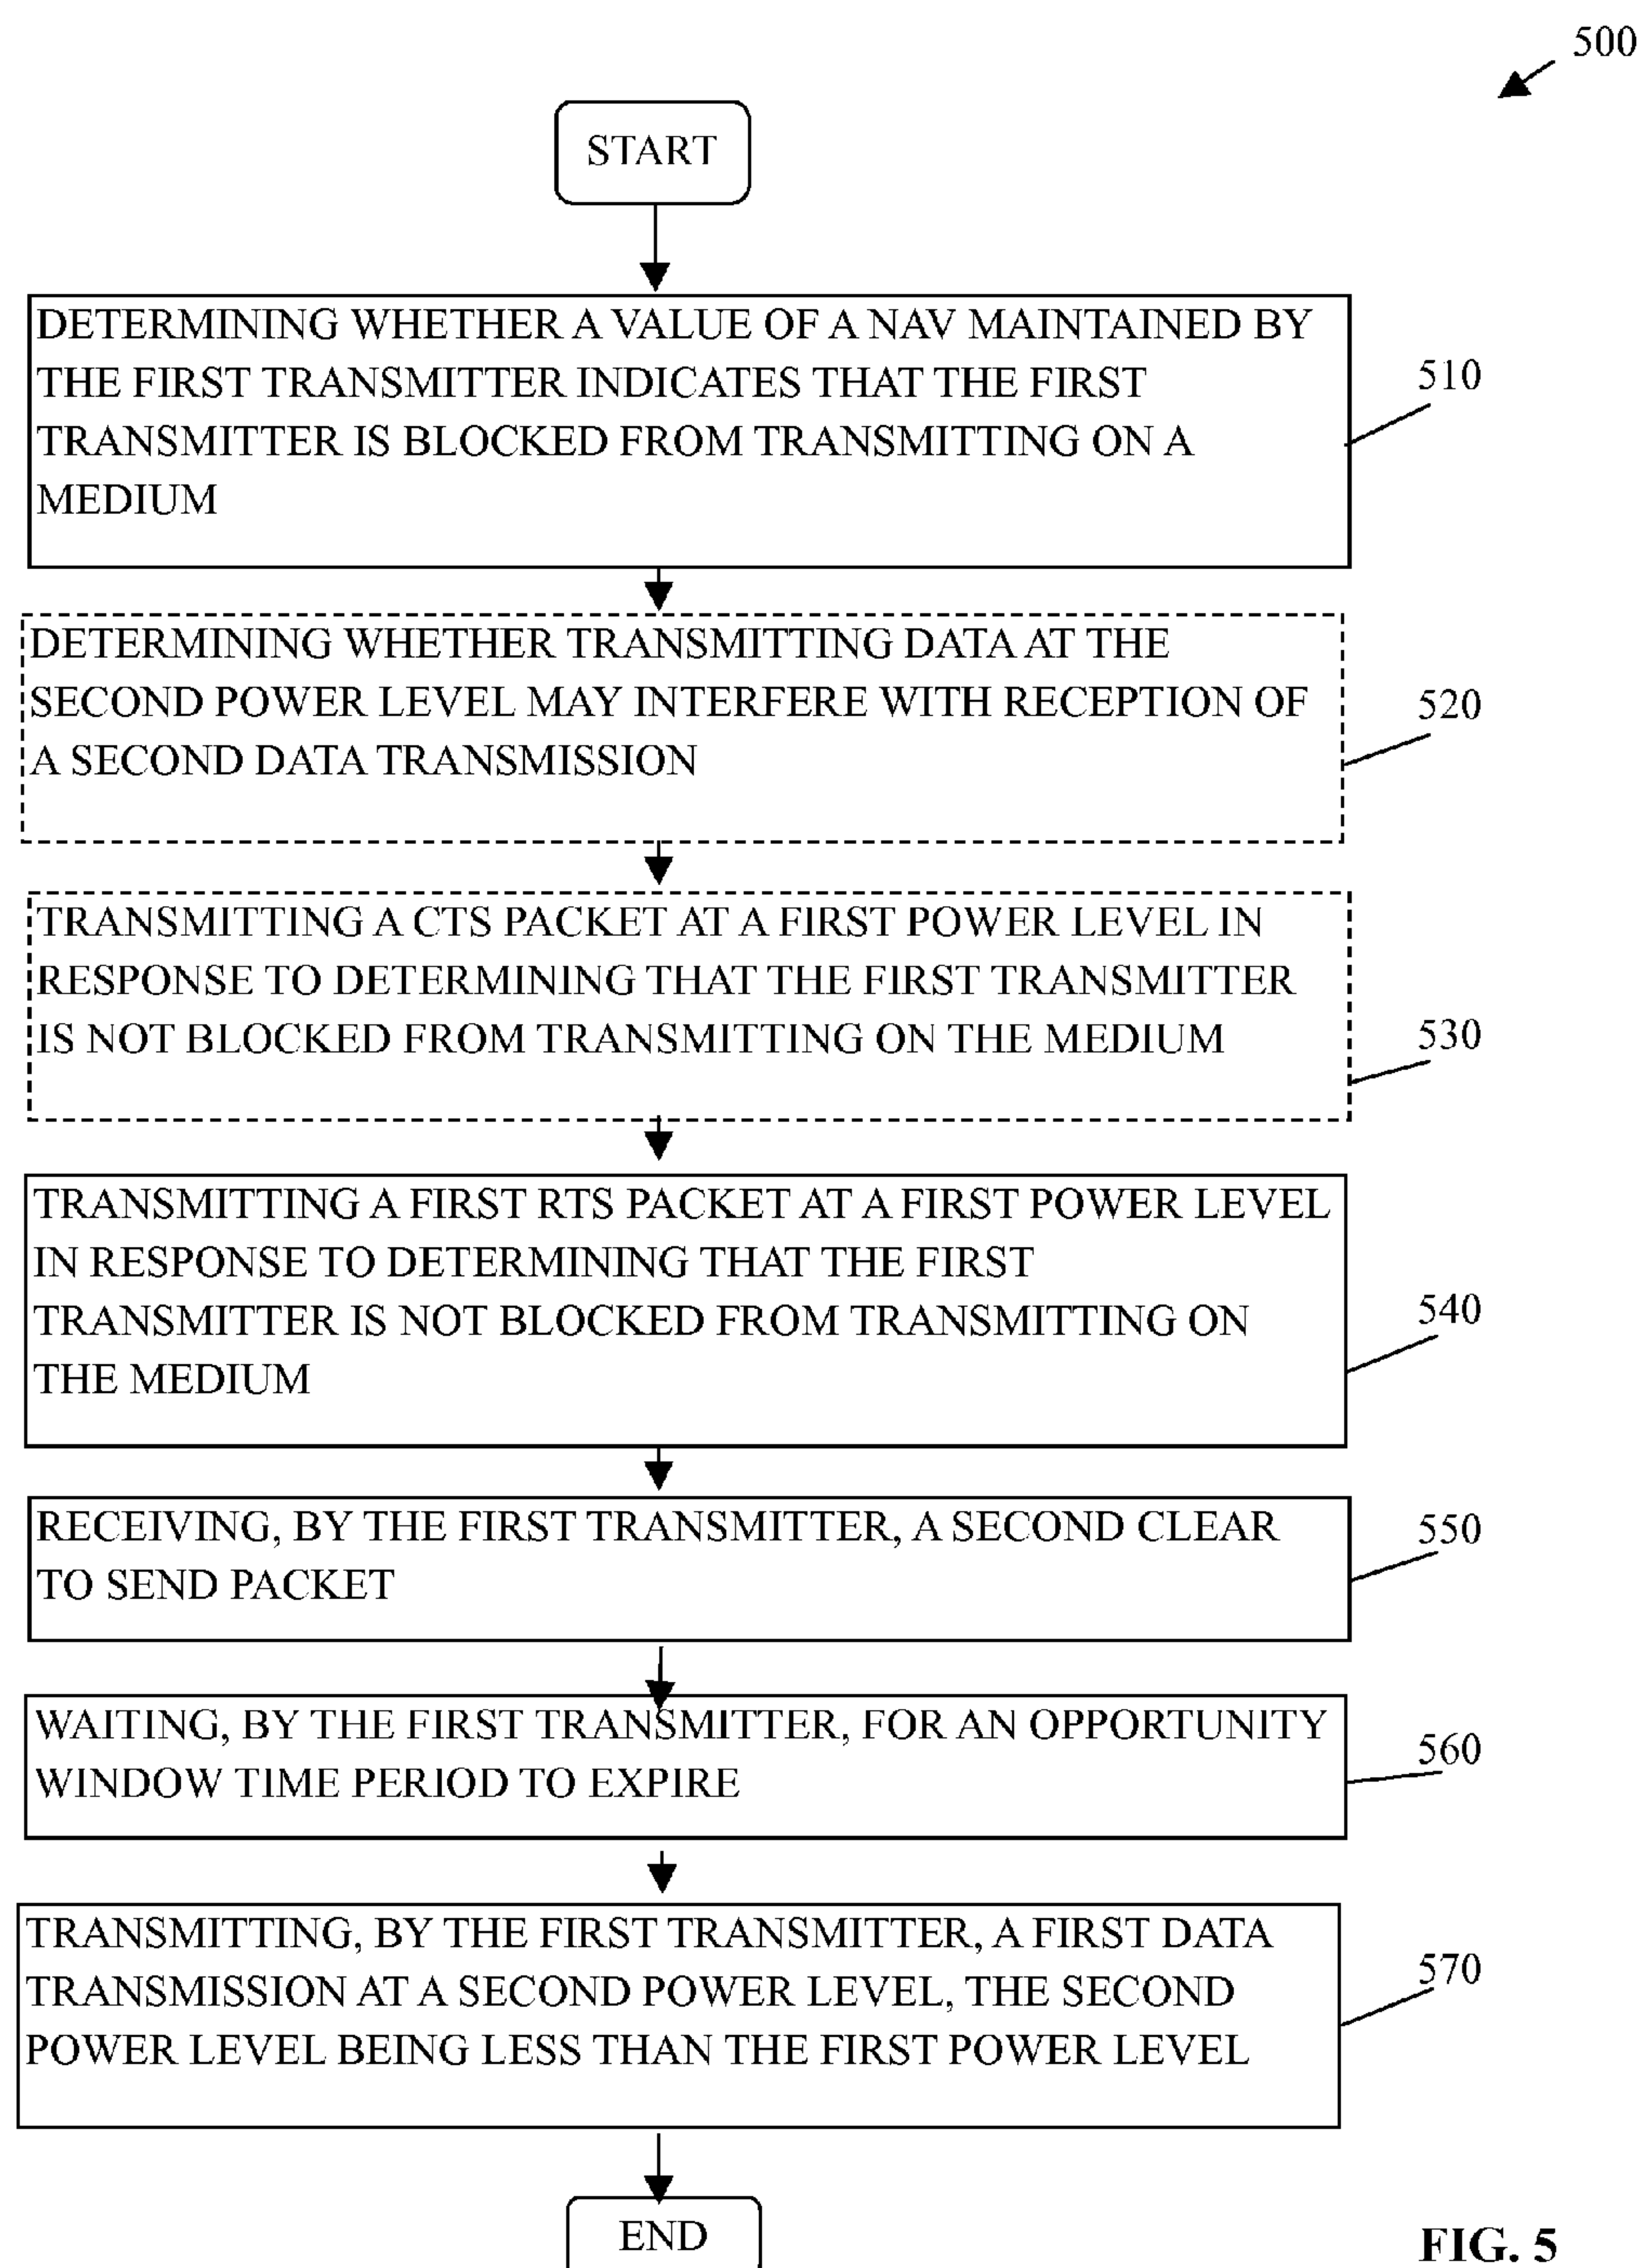 500
START
DETERMINING WHETHER A VALUE OF A NAV MAINTAINED BY
THE FIRST TRANSMITTER INDICATES THAT THE FIRST
TRANSMITTER IS BLOCKED FROM TRANSMITTING ON A
MEDIUM
510
DETERMINING WHETHER TRANSMITTING DATA AT THE
SECOND POWER LEVEL MAY INTERFERE WITH RECEPTION OF
A SECOND DATA TRANSMISSION
520
TRANSMITTING A CTS PACKET AT A FIRST POWER LEVEL IN
RESPONSE TO DETERMINING THAT THE FIRST TRANSMITTER
IS NOT BLOCKED FROM TRANSMITTING ON THE MEDIUM
530
TRANSMITTING A FIRST RTS PACKET AT A FIRST POWER LEVEL
IN RESPONSE TO DETERMINING THAT THE FIRST
TRANSMITTER IS NOT BLOCKED FROM TRANSMITTING ON
THE MEDIUM
540
RECEIVING, BY THE FIRST TRANSMITTER, A SECOND CLEAR
TO SEND PACKET
550
WAITING, BY THE FIRST TRANSMITTER, FOR AN OPPORTUNITY
WINDOW TIME PERIOD TO EXPIRE
560
TRANSMITTING, BY THE FIRST TRANSMITTER, A FIRST DATA
TRANSMISSION AT A SECOND POWER LEVEL, THE SECOND
POWER LEVEL BEING LESS THAN THE FIRST POWER LEVEL
570
END
FIG. 5